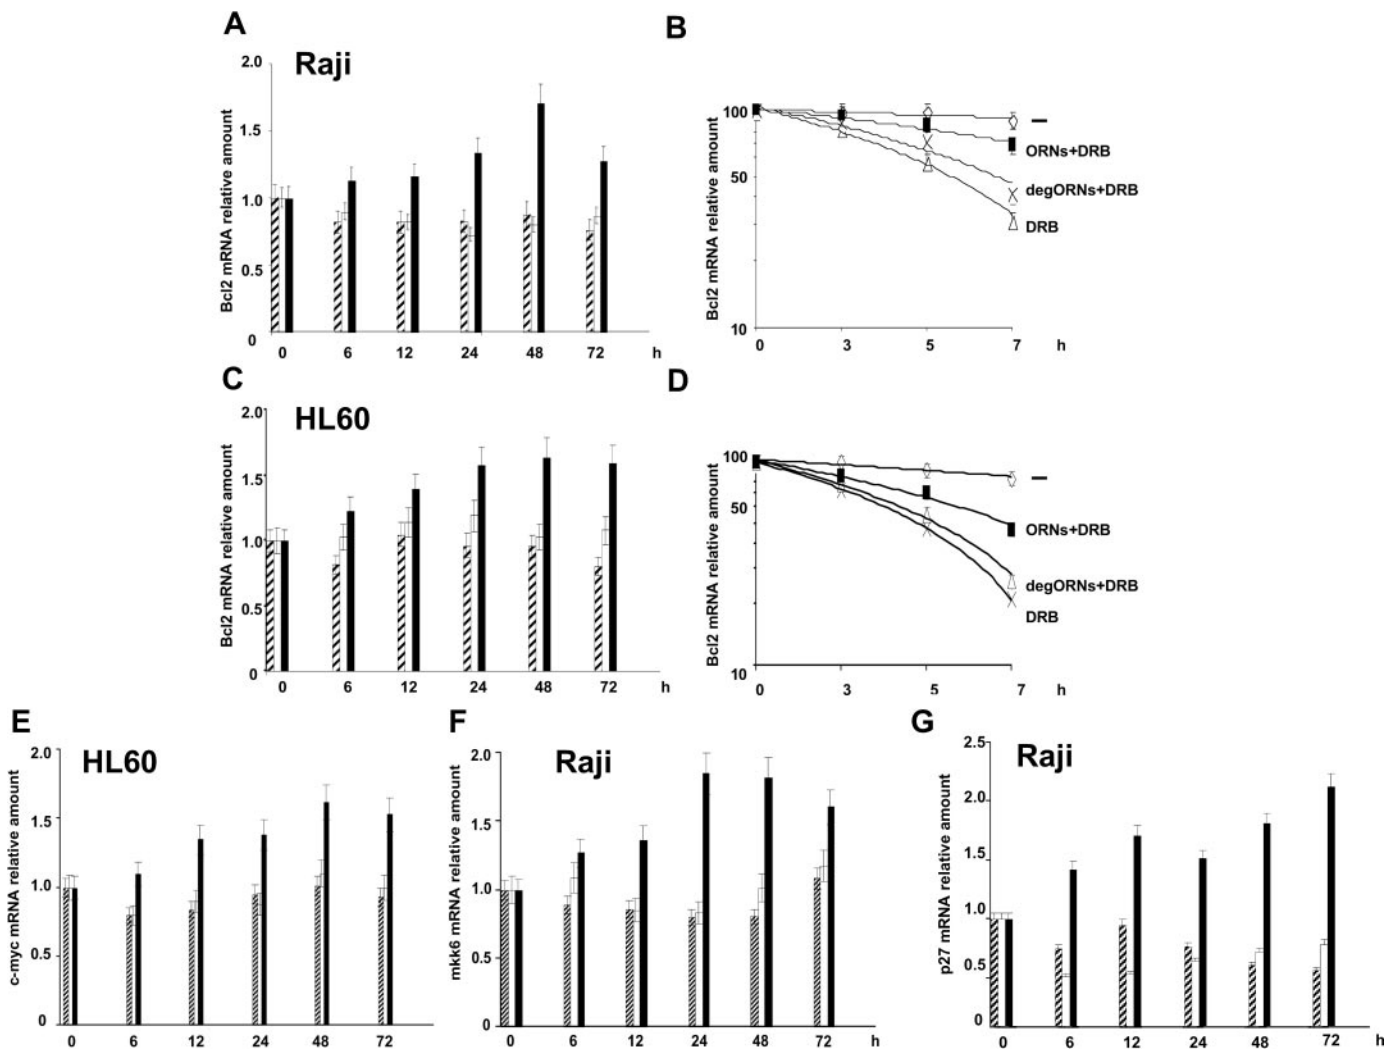 A
Raji
Bcl2 mRNA relative amount
2.0
1.5
1.0
0.5
0
0 6 12 24 48 72 h
B
Bcl2 mRNA relative amount
100
50
10
–
ORNs+DRB
degORNs+DRB
DRB
0 3 5 7 h
C
HL60
Bcl2 mRNA relative amount
2.0
1.5
1.0
0.5
0
0 6 12 24 48 72 h
D
Bcl2 mRNA relative amount
100
50
10
–
ORNs+DRB
degORNs+DRB
DRB
0 3 5 7 h
E
HL60
c-myc mRNA relative amount
2.0
1.5
1.0
0.5
0
0 6 12 24 48 72 h
F
Raji
mkk6 mRNA relative amount
2.0
1.5
1.0
0.5
0
0 6 12 24 48 72 h
G
Raji
p27 mRNA relative amount
2.5
2.0
1.5
1.0
0.5
0
0 6 12 24 48 72 h